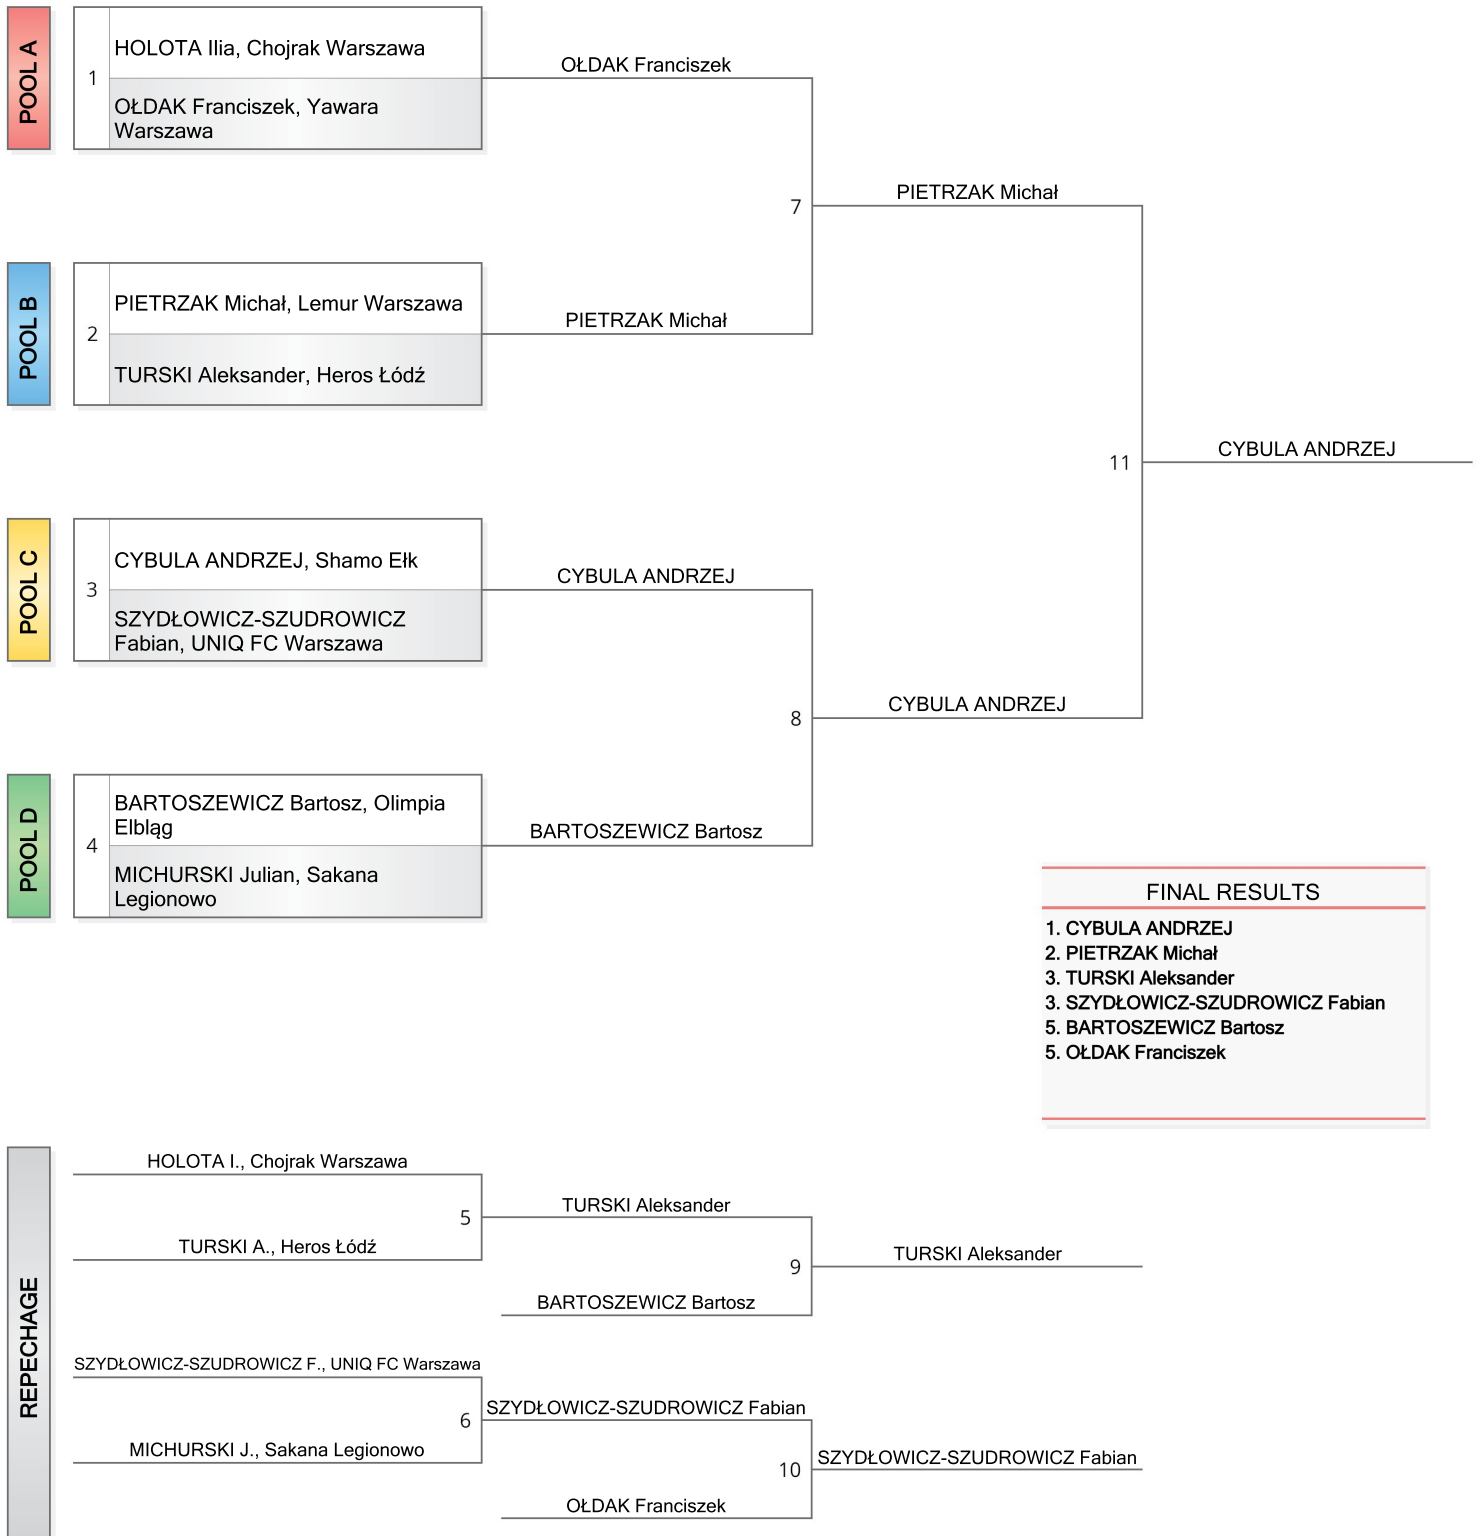 POOL A
1
HOLOTA Ilia, Chojrak Warszawa
OŁDAK Franciszek, Yawara
Warszawa
OŁDAK Franciszek
7
PIETRZAK Michał
POOL B
2
PIETRZAK Michał, Lemur Warszawa
TURSKI Aleksander, Heros Łódź
PIETRZAK Michał
11
CYBULA ANDRZEJ
POOL C
3
CYBULA ANDRZEJ, Shamo Ełk
SZYDŁOWICZ-SZUDROWICZ
Fabian, UNIQ FC Warszawa
CYBULA ANDRZEJ
8
CYBULA ANDRZEJ
POOL D
4
BARTOSZEWICZ Bartosz, Olimpia
Elbląg
MICHURSKI Julian, Sakana
Legionowo
BARTOSZEWICZ Bartosz
FINAL RESULTS
1. CYBULA ANDRZEJ
2. PIETRZAK Michał
3. TURSKI Aleksander
3. SZYDŁOWICZ-SZUDROWICZ Fabian
5. BARTOSZEWICZ Bartosz
5. OŁDAK Franciszek
REPECHAGE
HOLOTA I., Chojrak Warszawa
5
TURSKI A., Heros Łódź
TURSKI Aleksander
9
BARTOSZEWICZ Bartosz
TURSKI Aleksander
SZYDŁOWICZ-SZUDROWICZ F., UNIQ FC Warszawa
6
MICHURSKI J., Sakana Legionowo
SZYDŁOWICZ-SZUDROWICZ Fabian
10
OŁDAK Franciszek
SZYDŁOWICZ-SZUDROWICZ Fabian